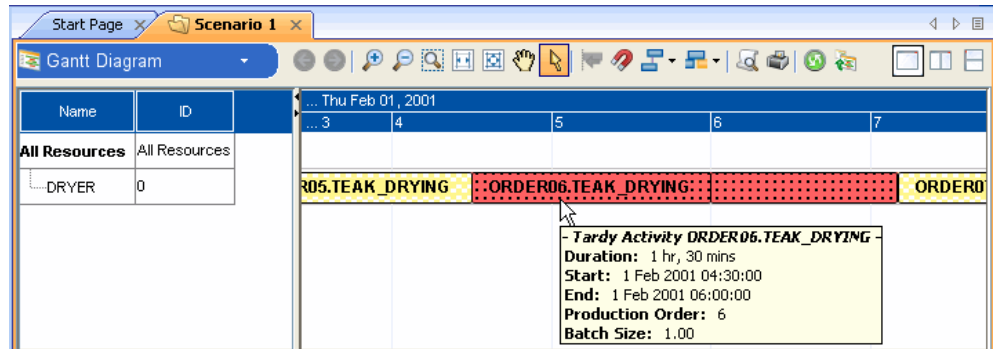 Start Page
Scenario 1
Gantt Diagram
Name ID
... Thu Feb 01, 2001
... 3 4 5 6 7
All Resources All Resources
DRYER 0
R05.TEAK_DRYING ORDER06.TEAK_DRYING ORDER0
- Tardy Activity ORDER06.TEAK_DRYING -
Duration: 1 hr, 30 mins
Start: 1 Feb 2001 04:30:00
End: 1 Feb 2001 06:00:00
Production Order: 6
Batch Size: 1.00